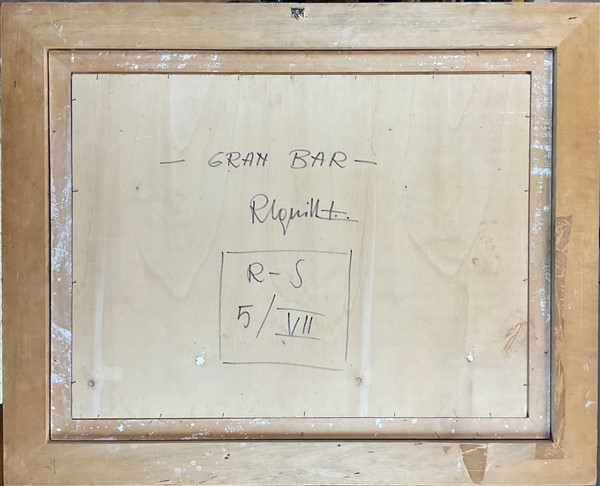 — GRAN BAR —
R-S
5/VII